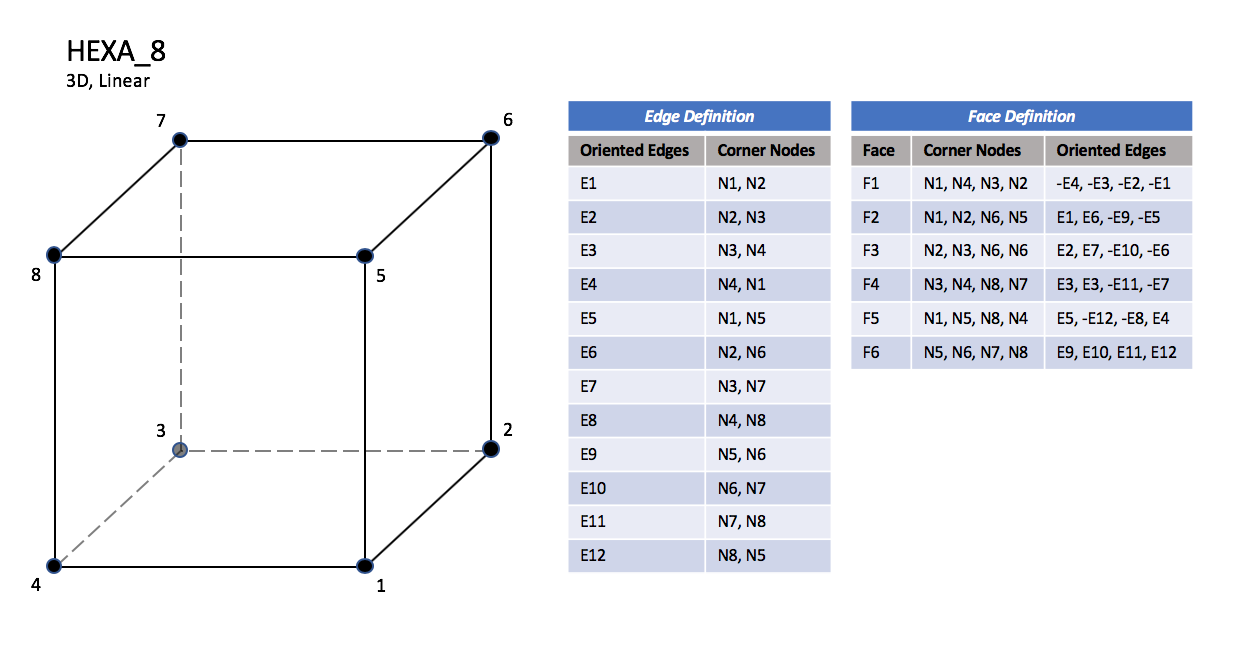 HEXA_8
3D, Linear
7
6
8
5
3
2
4
1
Edge Definition
Oriented Edges Corner Nodes
E1 N1, N2
E2 N2, N3
E3 N3, N4
E4 N4, N1
E5 N1, N5
E6 N2, N6
E7 N3, N7
E8 N4, N8
E9 N5, N6
E10 N6, N7
E11 N7, N8
E12 N8, N5
Face Definition
Face Corner Nodes Oriented Edges
F1 N1, N4, N3, N2 -E4, -E3, -E2, -E1
F2 N1, N2, N6, N5 E1, E6, -E9, -E5
F3 N2, N3, N6, N6 E2, E7, -E10, -E6
F4 N3, N4, N8, N7 E3, E3, -E11, -E7
F5 N1, N5, N8, N4 E5, -E12, -E8, E4
F6 N5, N6, N7, N8 E9, E10, E11, E12